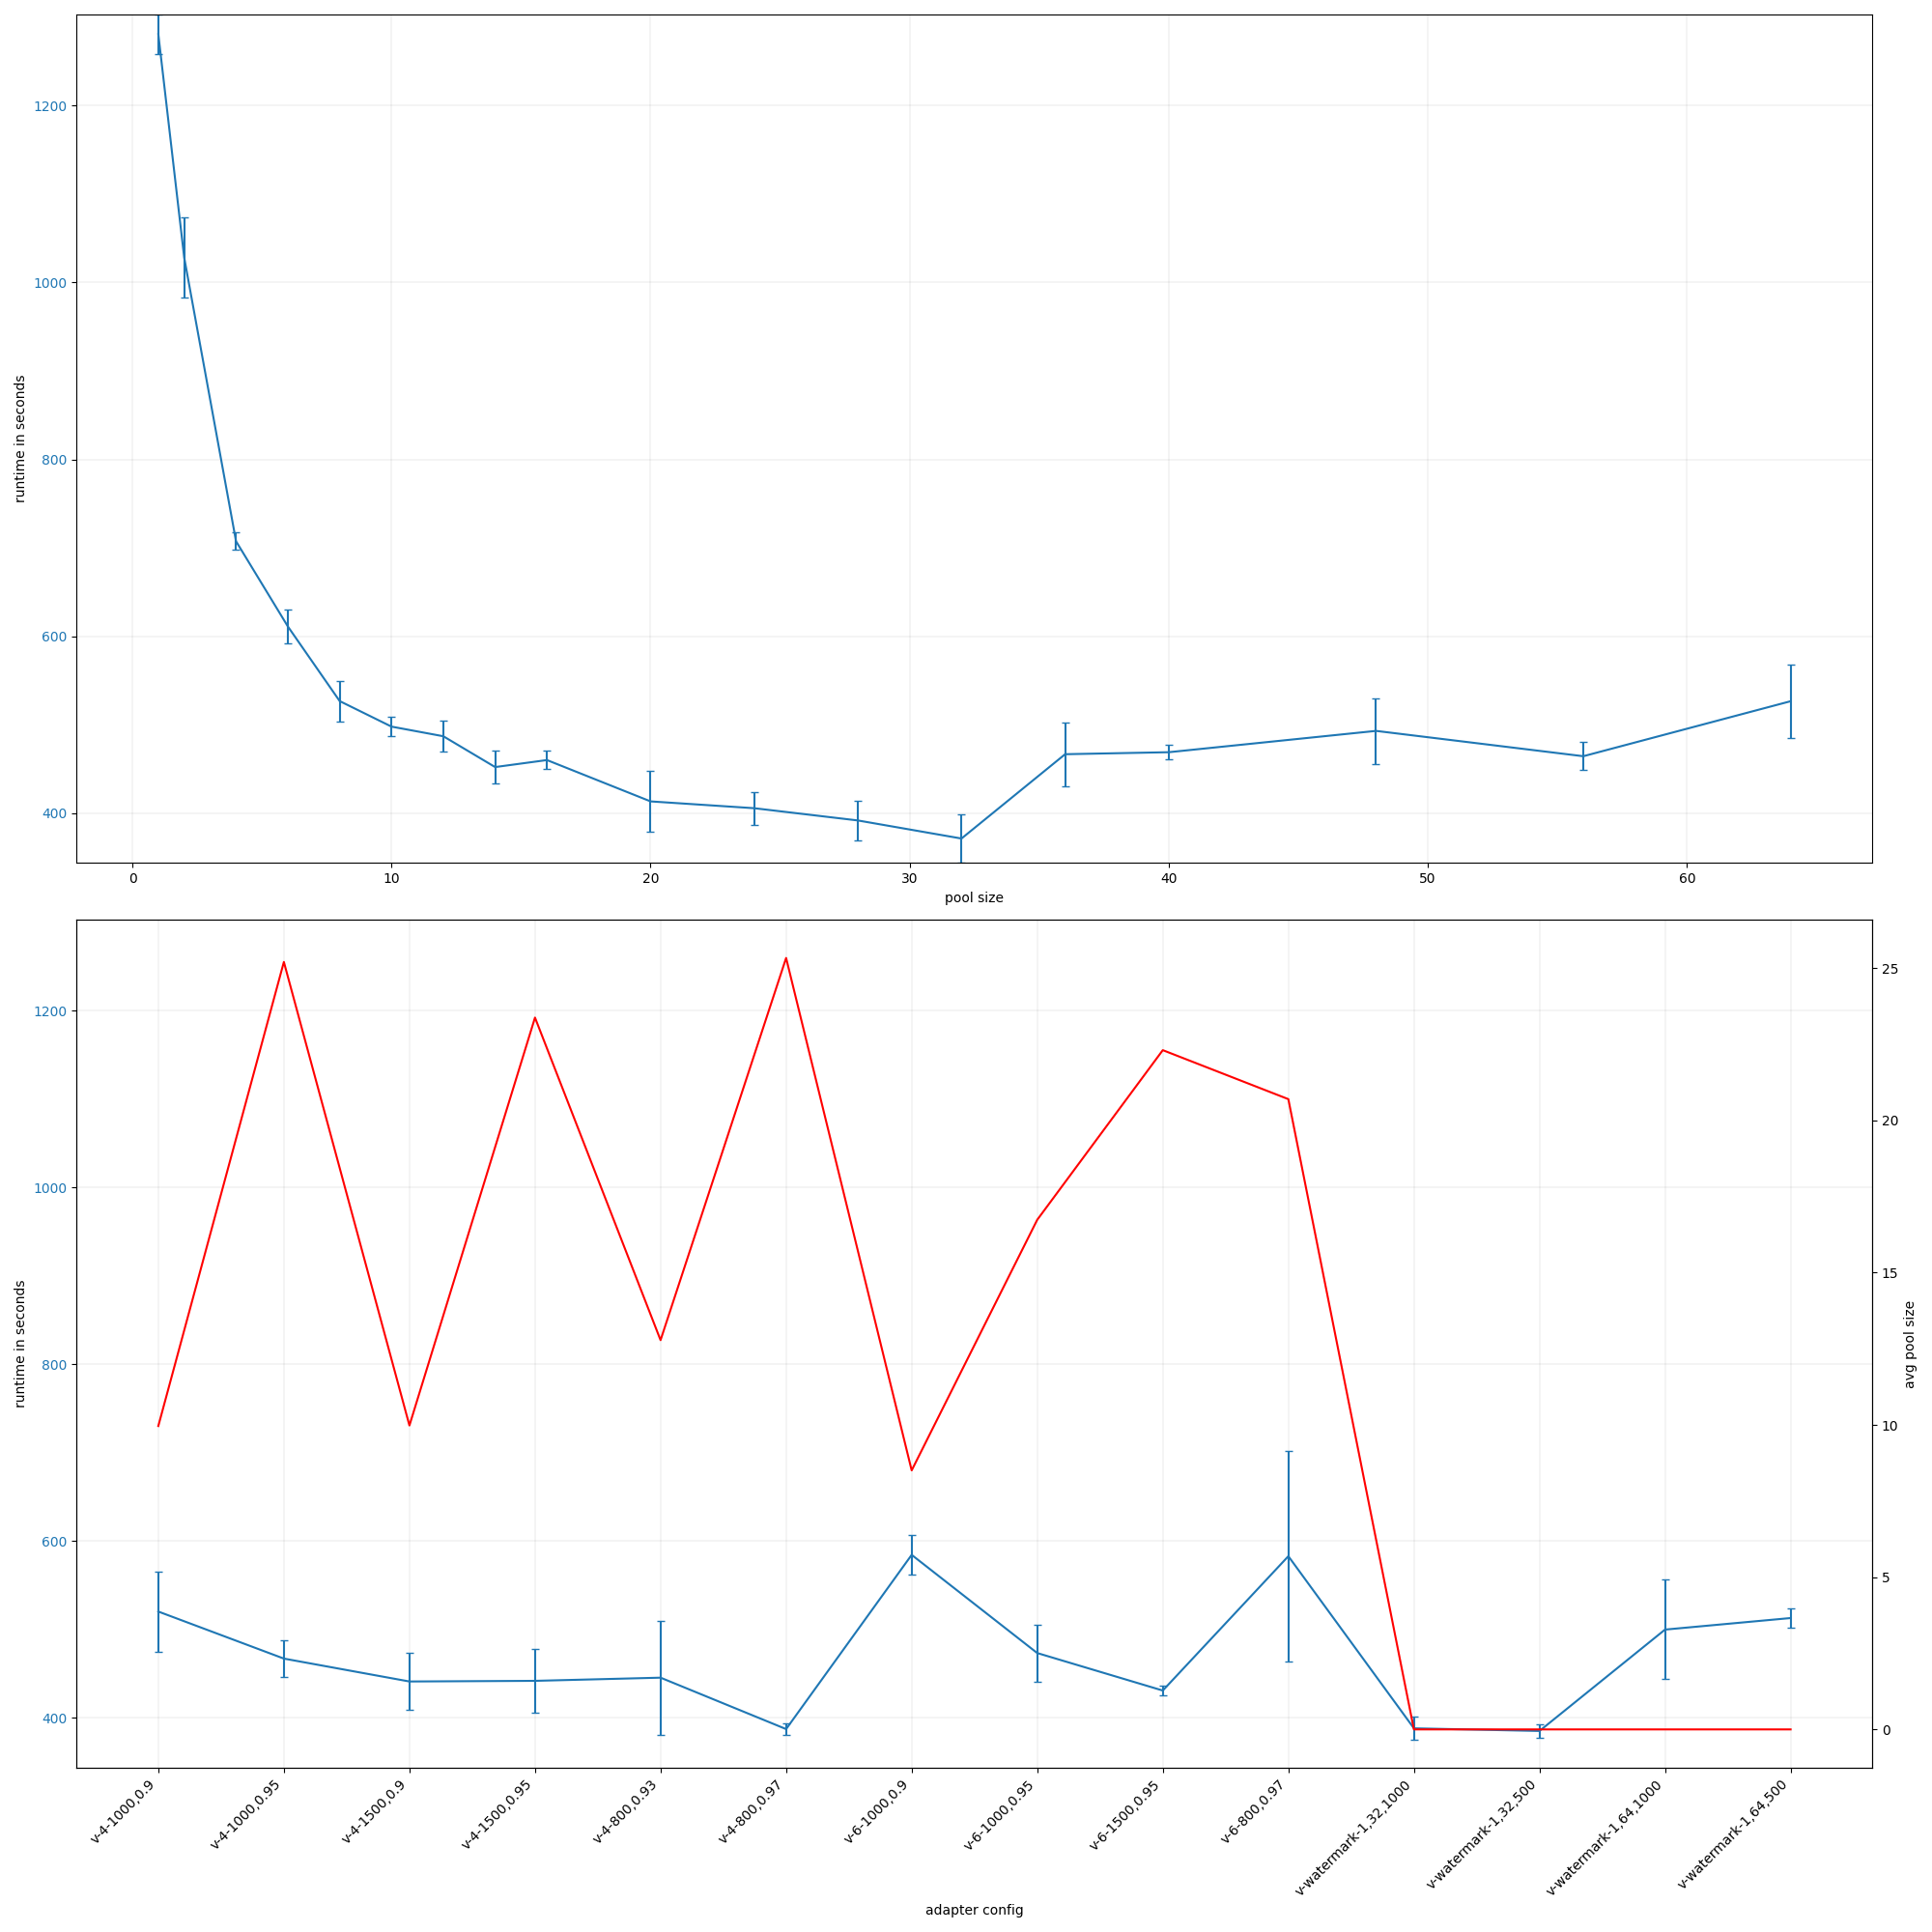 1200
1000
800
600
400
runtime in seconds
0 10 20 30 40 50 60
pool size
1200
1000
800
600
400
runtime in seconds
25
20
15
10
5
0
avg pool size
v-4-1000,0.9
v-4-1000,0.95
v-4-1500,0.9
v-4-1500,0.95
v-4-800,0.93
v-4-800,0.97
v-6-1000,0.9
v-6-1000,0.95
v-6-1500,0.95
v-6-800,0.97
v-watermark-1,32,1000
v-watermark-1,32,500
v-watermark-1,64,1000
v-watermark-1,64,500
adapter config